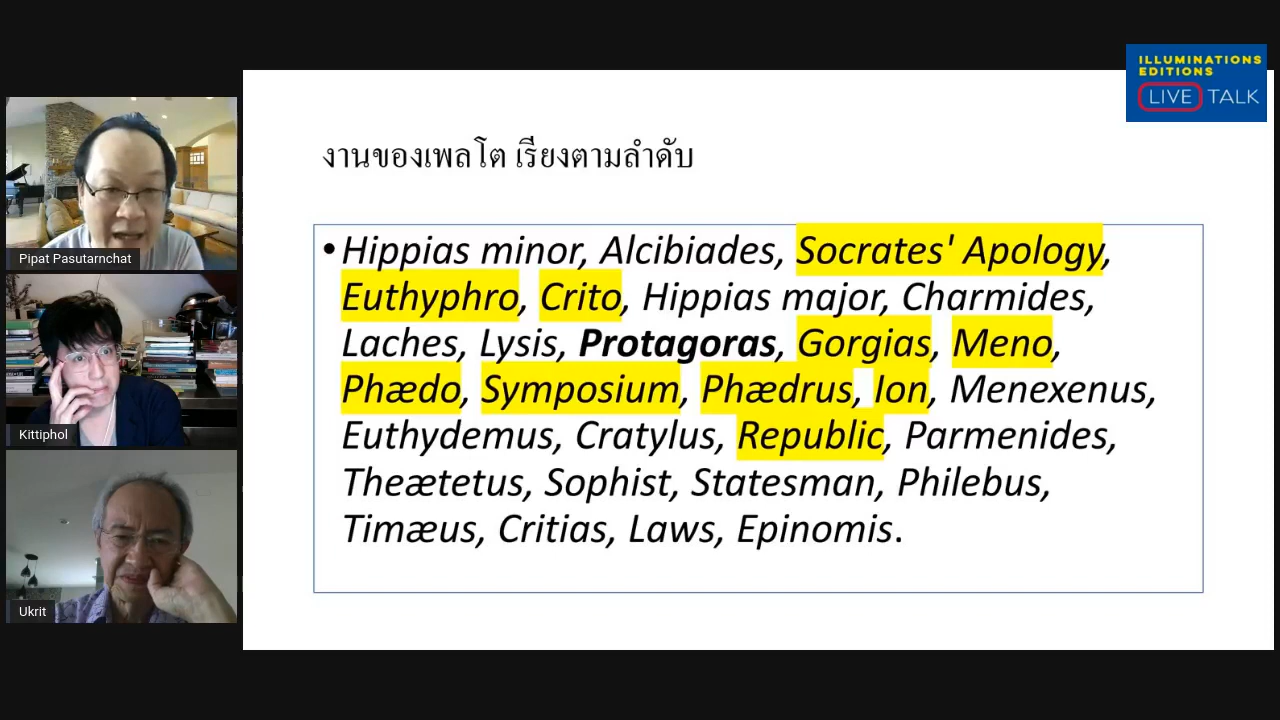 ILLUMINATIONS
EDITIONS
LIVE TALK
งานของเพลโต เรียงตามลำดับ
•Hippias minor, Alcibiades, Socrates' Apology,
Euthyphro, Crito, Hippias major, Charmides,
Laches, Lysis, Protagoras, Gorgias, Meno,
Phædo, Symposium, Phædrus, Ion, Menexenus,
Euthydemus, Cratylus, Republic, Parmenides,
Theætetus, Sophist, Statesman, Philebus,
Timæus, Critias, Laws, Epinomis.
Pipat Pasutarnchat
Kittiphol
Ukrit